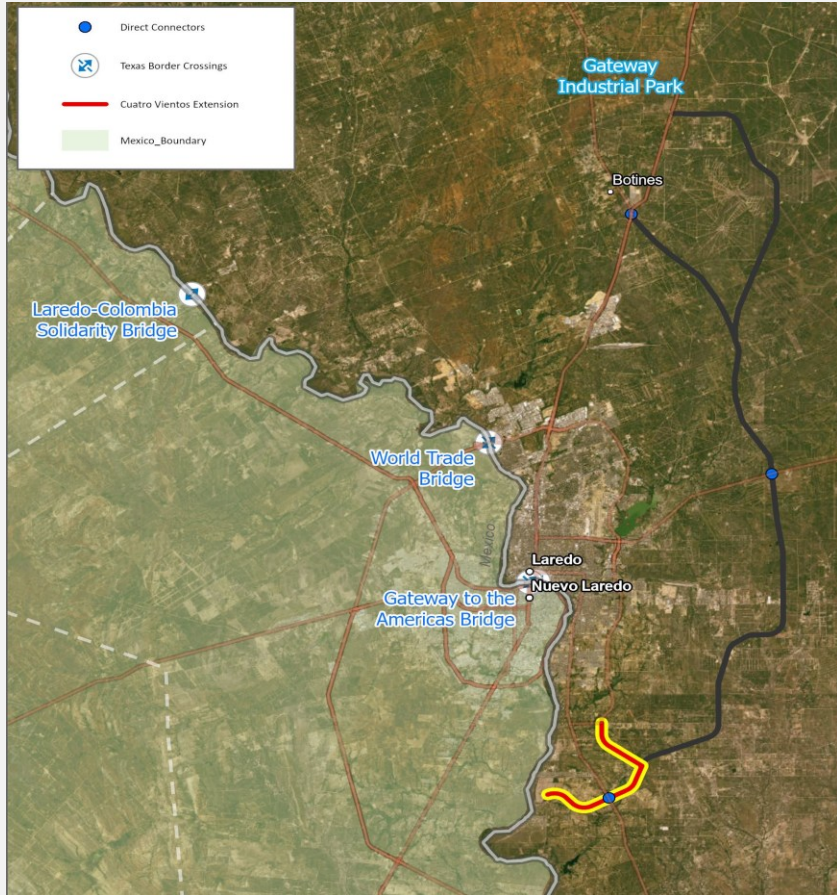 Direct Connectors
Texas Border Crossings
Cuatro Vientos Extension
Mexico_Boundary
Gateway
Industrial Park
Botines
Laredo-Colombia
Solidarity Bridge
World Trade
Bridge
Mexico
Laredo
Nuevo Laredo
Gateway to the
Americas Bridge